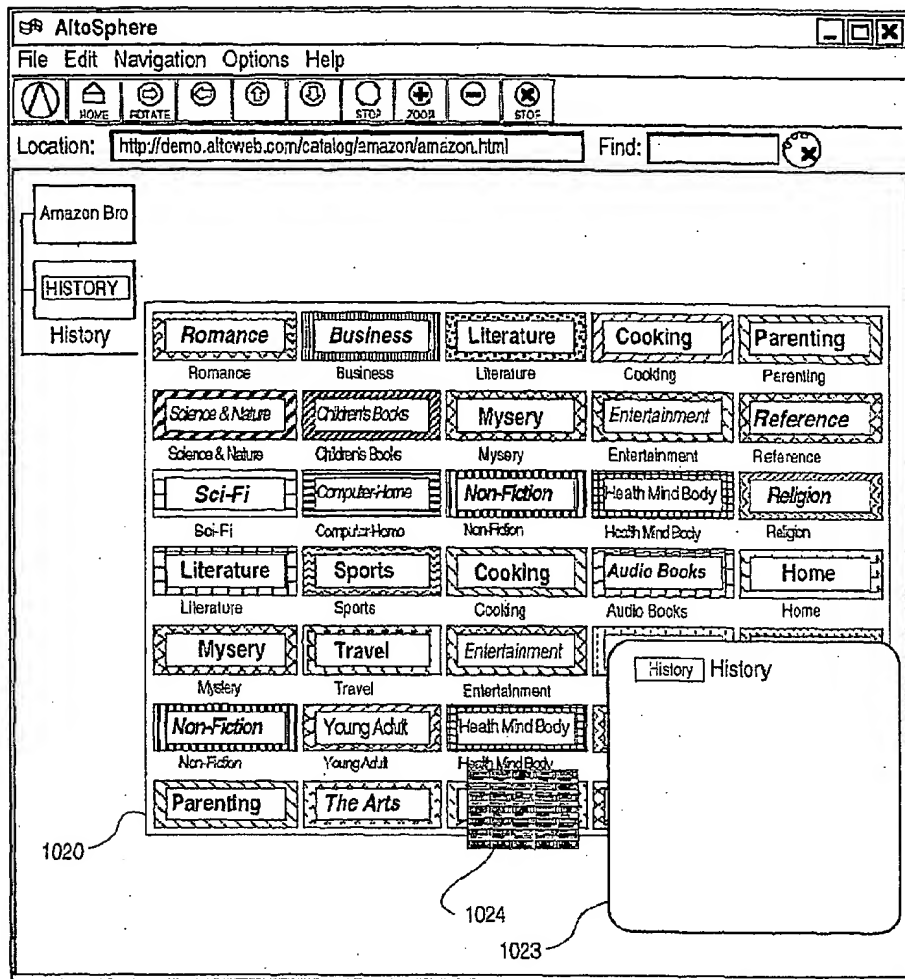 AltoSphere
File Edit Navigation Options Help
HOME ROTATE STOP ZOOM STOP
Location: http://demo.altoweb.com/catalog/amazon/amazon.html Find:
Amazon Bro
HISTORY
History
Romance Business Literature Cooking Parenting
Romance Business Literature Cooking Parenting
Science & Nature Children's Books Mysery Entertainment Reference
Science & Nature Children's Books Mysery Entertainment Reference
Sci-Fi Computer-Home Non-Fiction Heath Mind Body Religion
Sci-Fi Computer-Home Non-Fiction Health Mind Body Religion
Literature Sports Cooking Audio Books Home
Literature Sports Cooking Audio Books Home
Mysery Travel Entertainment
Mystery Travel Entertainment
History History
Non-Fiction Young Adult Heath Mind Body
Non-Fiction Young Adult Health Mind Body
Parenting The Arts
1020
1024
1023